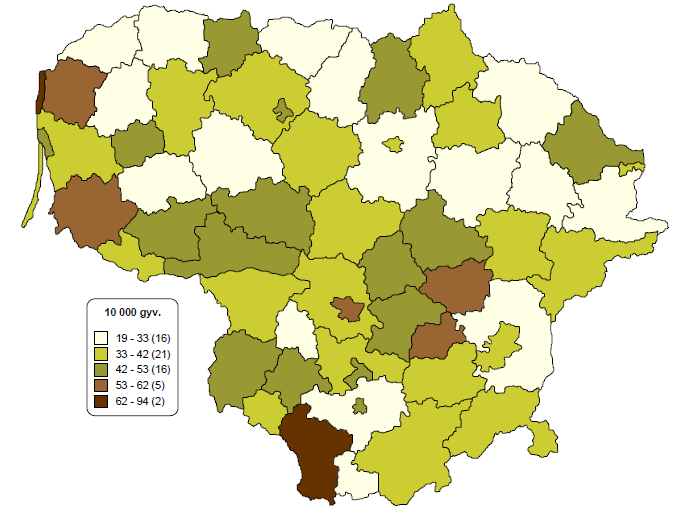 10 000 gyv.
19 - 33 (16)
33 - 42 (21)
42 - 53 (16)
53 - 62 (5)
62 - 94 (2)